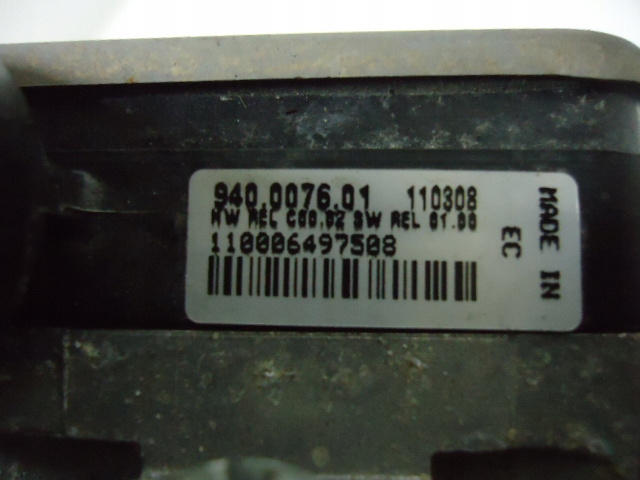 940.0076.01 110308
HW REL C00.02 SW REL 01.00
110006497508
MADE IN
EC